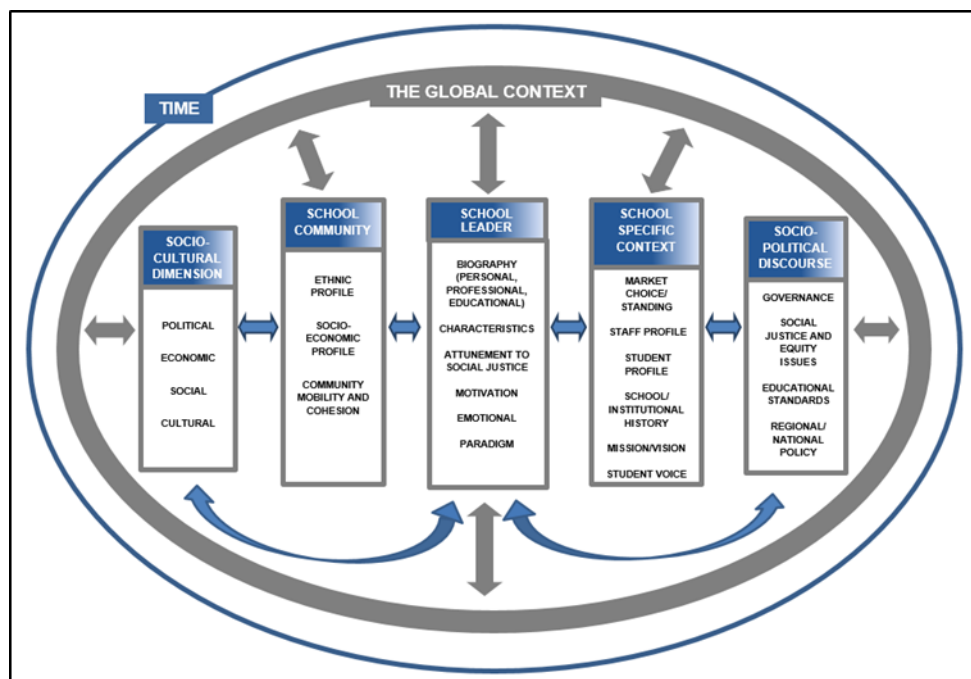 TIME
THE GLOBAL CONTEXT
SOCIO-
CULTURAL
DIMENSION
POLITICAL
ECONOMIC
SOCIAL
CULTURAL
SCHOOL
COMMUNITY
ETHNIC
PROFILE
SOCIO-
ECONOMIC
PROFILE
COMMUNITY
MOBILITY AND
COHESION
SCHOOL
LEADER
BIOGRAPHY
(PERSONAL,
PROFESSIONAL,
EDUCATIONAL)
CHARACTERISTICS
ATTUNEMENT TO
SOCIAL JUSTICE
MOTIVATION
EMOTIONAL
PARADIGM
SCHOOL
SPECIFIC
CONTEXT
MARKET
CHOICE/
STANDING
STAFF PROFILE
STUDENT
PROFILE
SCHOOL/
INSTITUTIONAL
HISTORY
MISSION/VISION
STUDENT VOICE
SOCIO-
POLITICAL
DISCOURSE
GOVERNANCE
SOCIAL
JUSTICE AND
EQUITY
ISSUES
EDUCATIONAL
STANDARDS
REGIONAL/
NATIONAL
POLICY